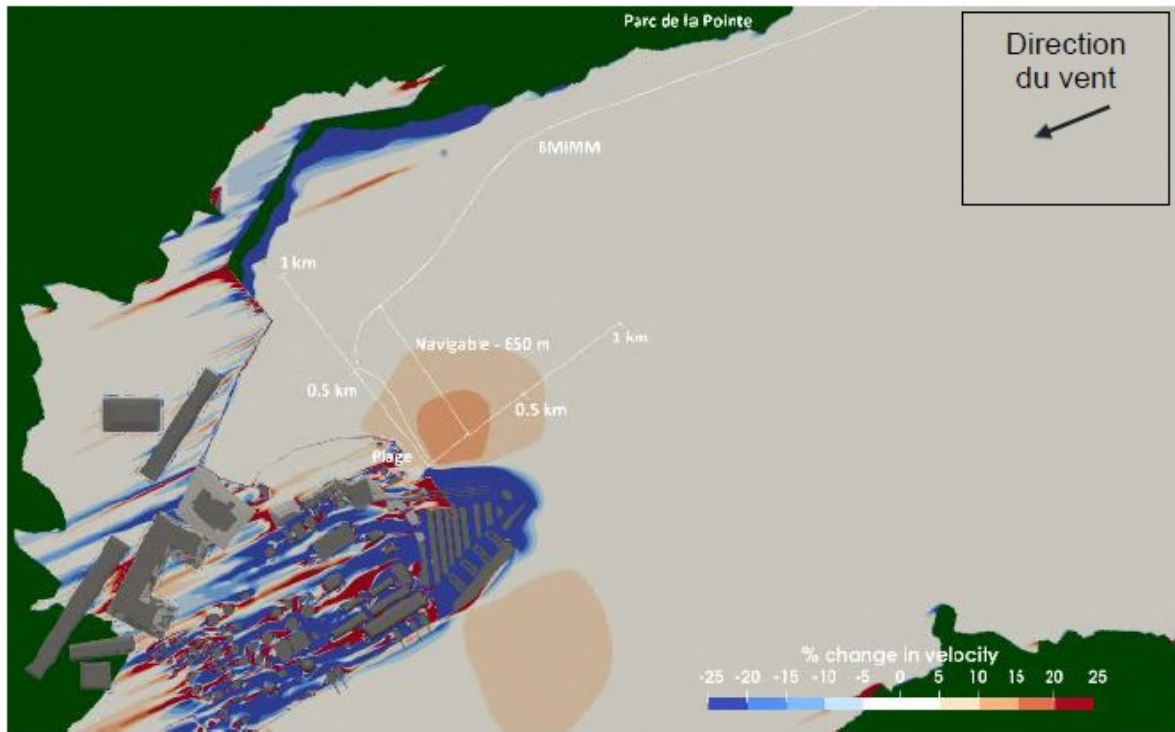 Parc de la Pointe
Direction
du vent
BMIMM
1 km
Navigable - 650 m
1 km
0.5 km
0.5 km
Plage
% change in velocity
-25 -20 -15 -10 -5 0 5 10 15 20 25